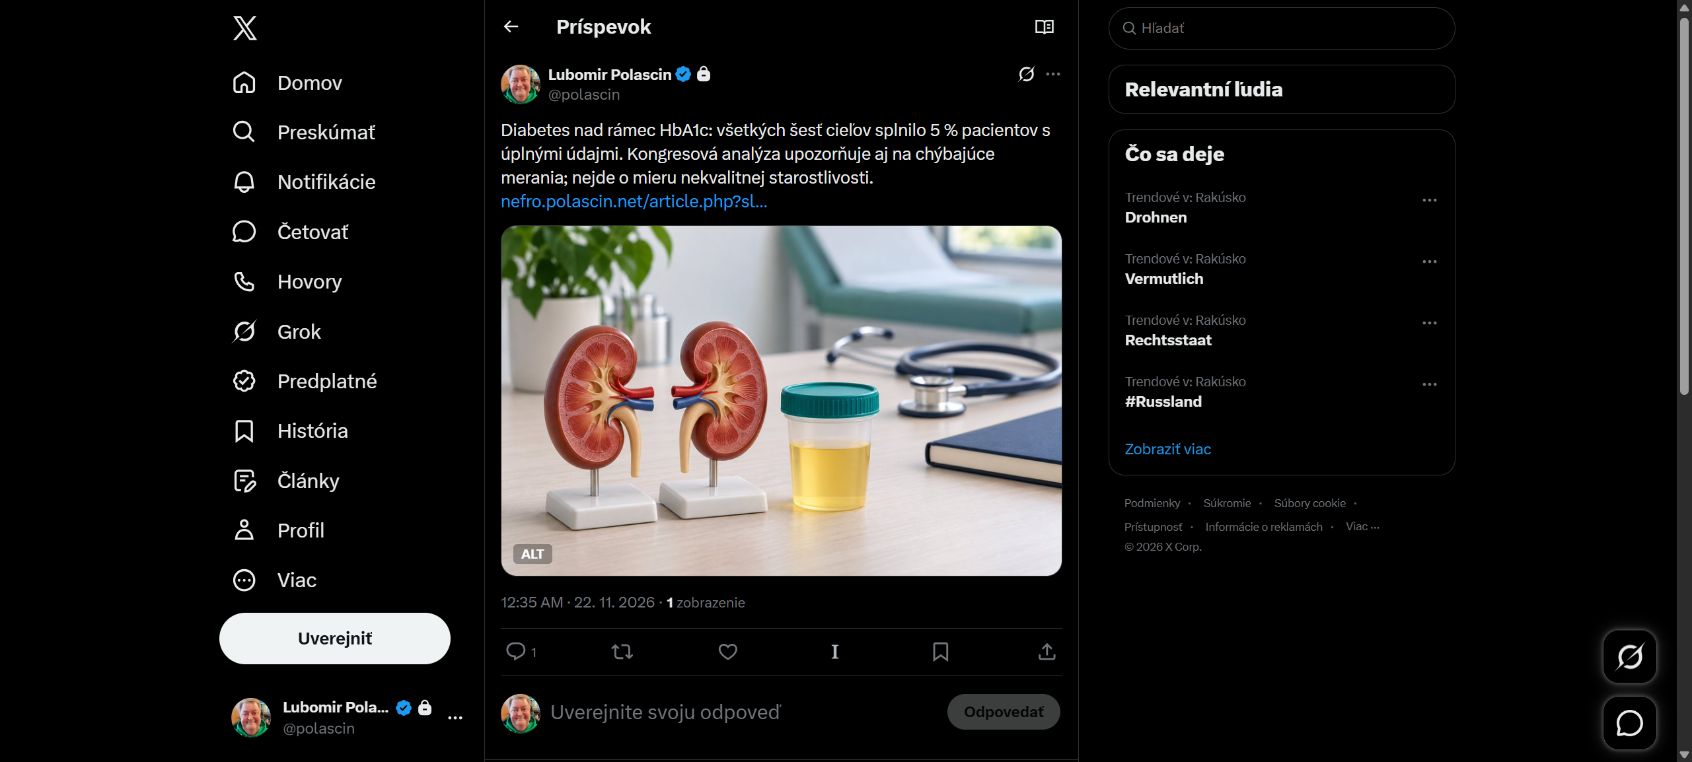 Domov
Preskúmať
Notifikácie
Četovať
Hovory
Grok
Predplatné
História
Články
Profil
Viac
Uverejniť
Lubomir Pola...
@polascin
Príspevok
Lubomir Polascin
@polascin
Diabetes nad rámec HbA1c: všetkých šesť cieľov splnilo 5 % pacientov s
úplnými údajmi. Kongresová analýza upozorňuje aj na chýbajúce
merania; nejde o mieru nekvalitnej starostlivosti.
nefro.polascin.net/article.php?sl...
ALT
12:35 AM · 22. 11. 2026 · 1 zobrazenie
1
Uverejnite svoju odpoveď
Odpovedať
Hľadať
Relevantní ľudia
Čo sa deje
Trendové v: Rakúsko
Drohnen
Trendové v: Rakúsko
Vermutlich
Trendové v: Rakúsko
Rechtsstaat
Trendové v: Rakúsko
#Russland
Zobraziť viac
Podmienky · Súkromie · Súbory cookie ·
Prístupnosť · Informácie o reklamách · Viac ···
© 2026 X Corp.